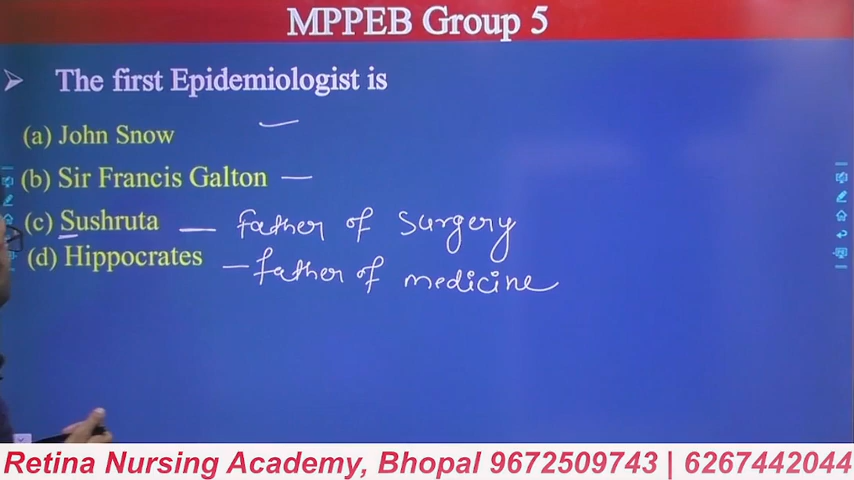 MPPEB Group 5
➢ The first Epidemiologist is
(a) John Snow
(b) Sir Francis Galton —
(c) Sushruta — father of surgery
(d) Hippocrates — father of medicine
Retina Nursing Academy, Bhopal 9672509743 | 6267442044